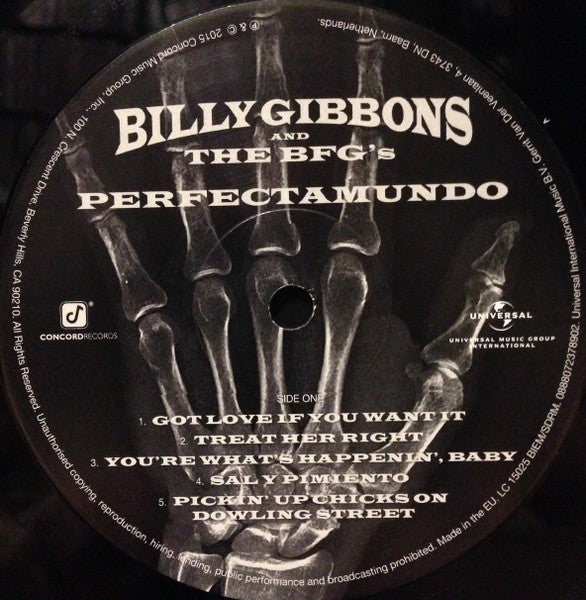 BILLY GIBBONS
AND
THE BFG's
PERFECTAMUNDO
CONCORDRECORDS
®
UNIVERSAL
UNIVERSAL MUSIC GROUP
INTERNATIONAL
SIDE ONE
1. GOT LOVE IF YOU WANT IT
2. TREAT HER RIGHT
3. YOU'RE WHAT'S HAPPENIN', BABY
4. SAL Y PIMIENTO
5. PICKIN' UP CHICKS ON
DOWLING STREET
℗ & © 2015 Concord Music Group, Inc. 100 N. Crescent Drive, Beverly Hills, CA 90210. All Rights Reserved. Unauthorised copying, reproduction, hiring, lending, public performance and broadcasting prohibited. Made in the EU. LC 15025 BIEM/SDRM. 0888072378902. Universal International Music B.V. Gerrit Van Der Veenlaan 4, 3743 DN, Baarn, Netherlands.